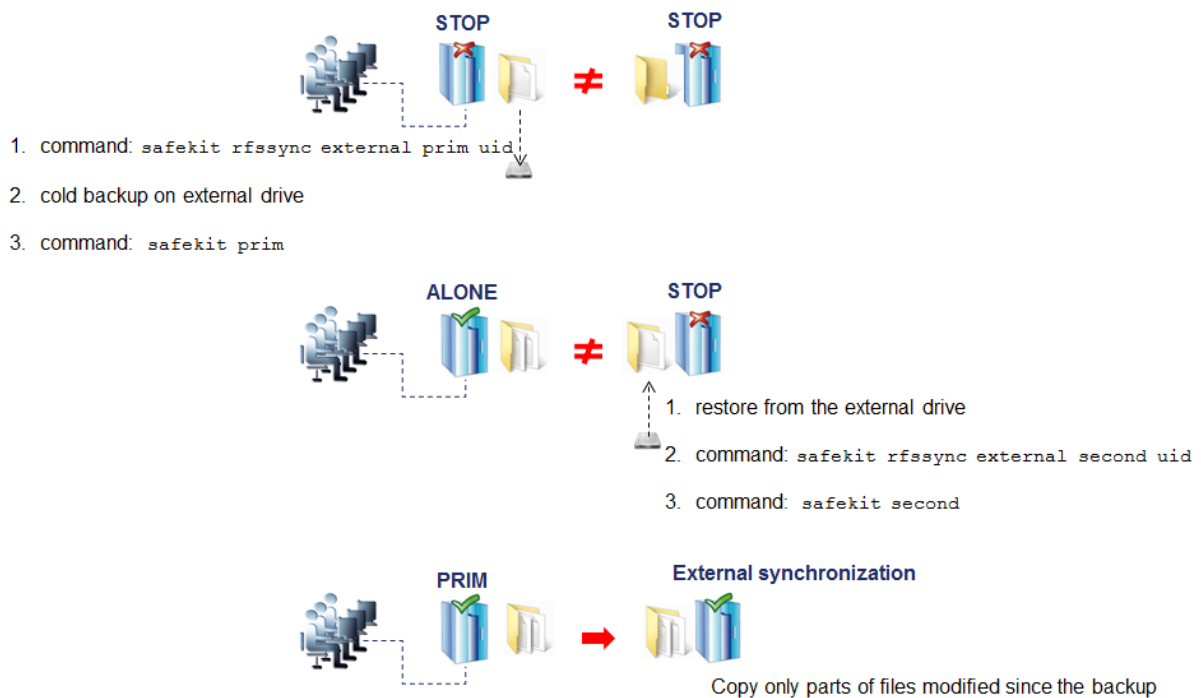 STOP STOP
1. command: safekit rfssync external prim uid
2. cold backup on external drive
3. command: safekit prim
ALONE STOP
1. restore from the external drive
2. command: safekit rfssync external second uid
3. command: safekit second
PRIM External synchronization
Copy only parts of files modified since the backup